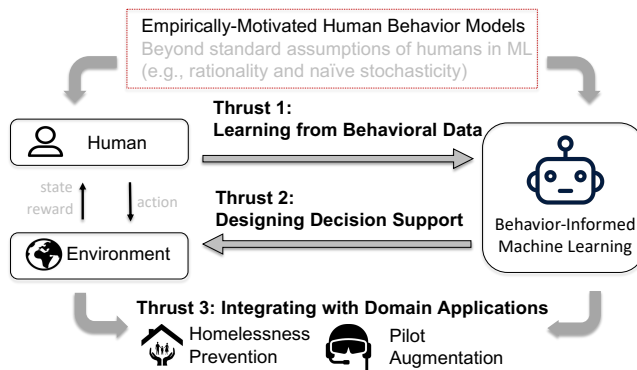 Empirically-Motivated Human Behavior Models
Beyond standard assumptions of humans in ML
(e.g., rationality and naïve stochasticity)
Thrust 1:
Learning from Behavioral Data
Human
state
reward
action
Thrust 2:
Designing Decision Support
Environment
Behavior-Informed
Machine Learning
Thrust 3: Integrating with Domain Applications
Homelessness
Prevention
Pilot
Augmentation